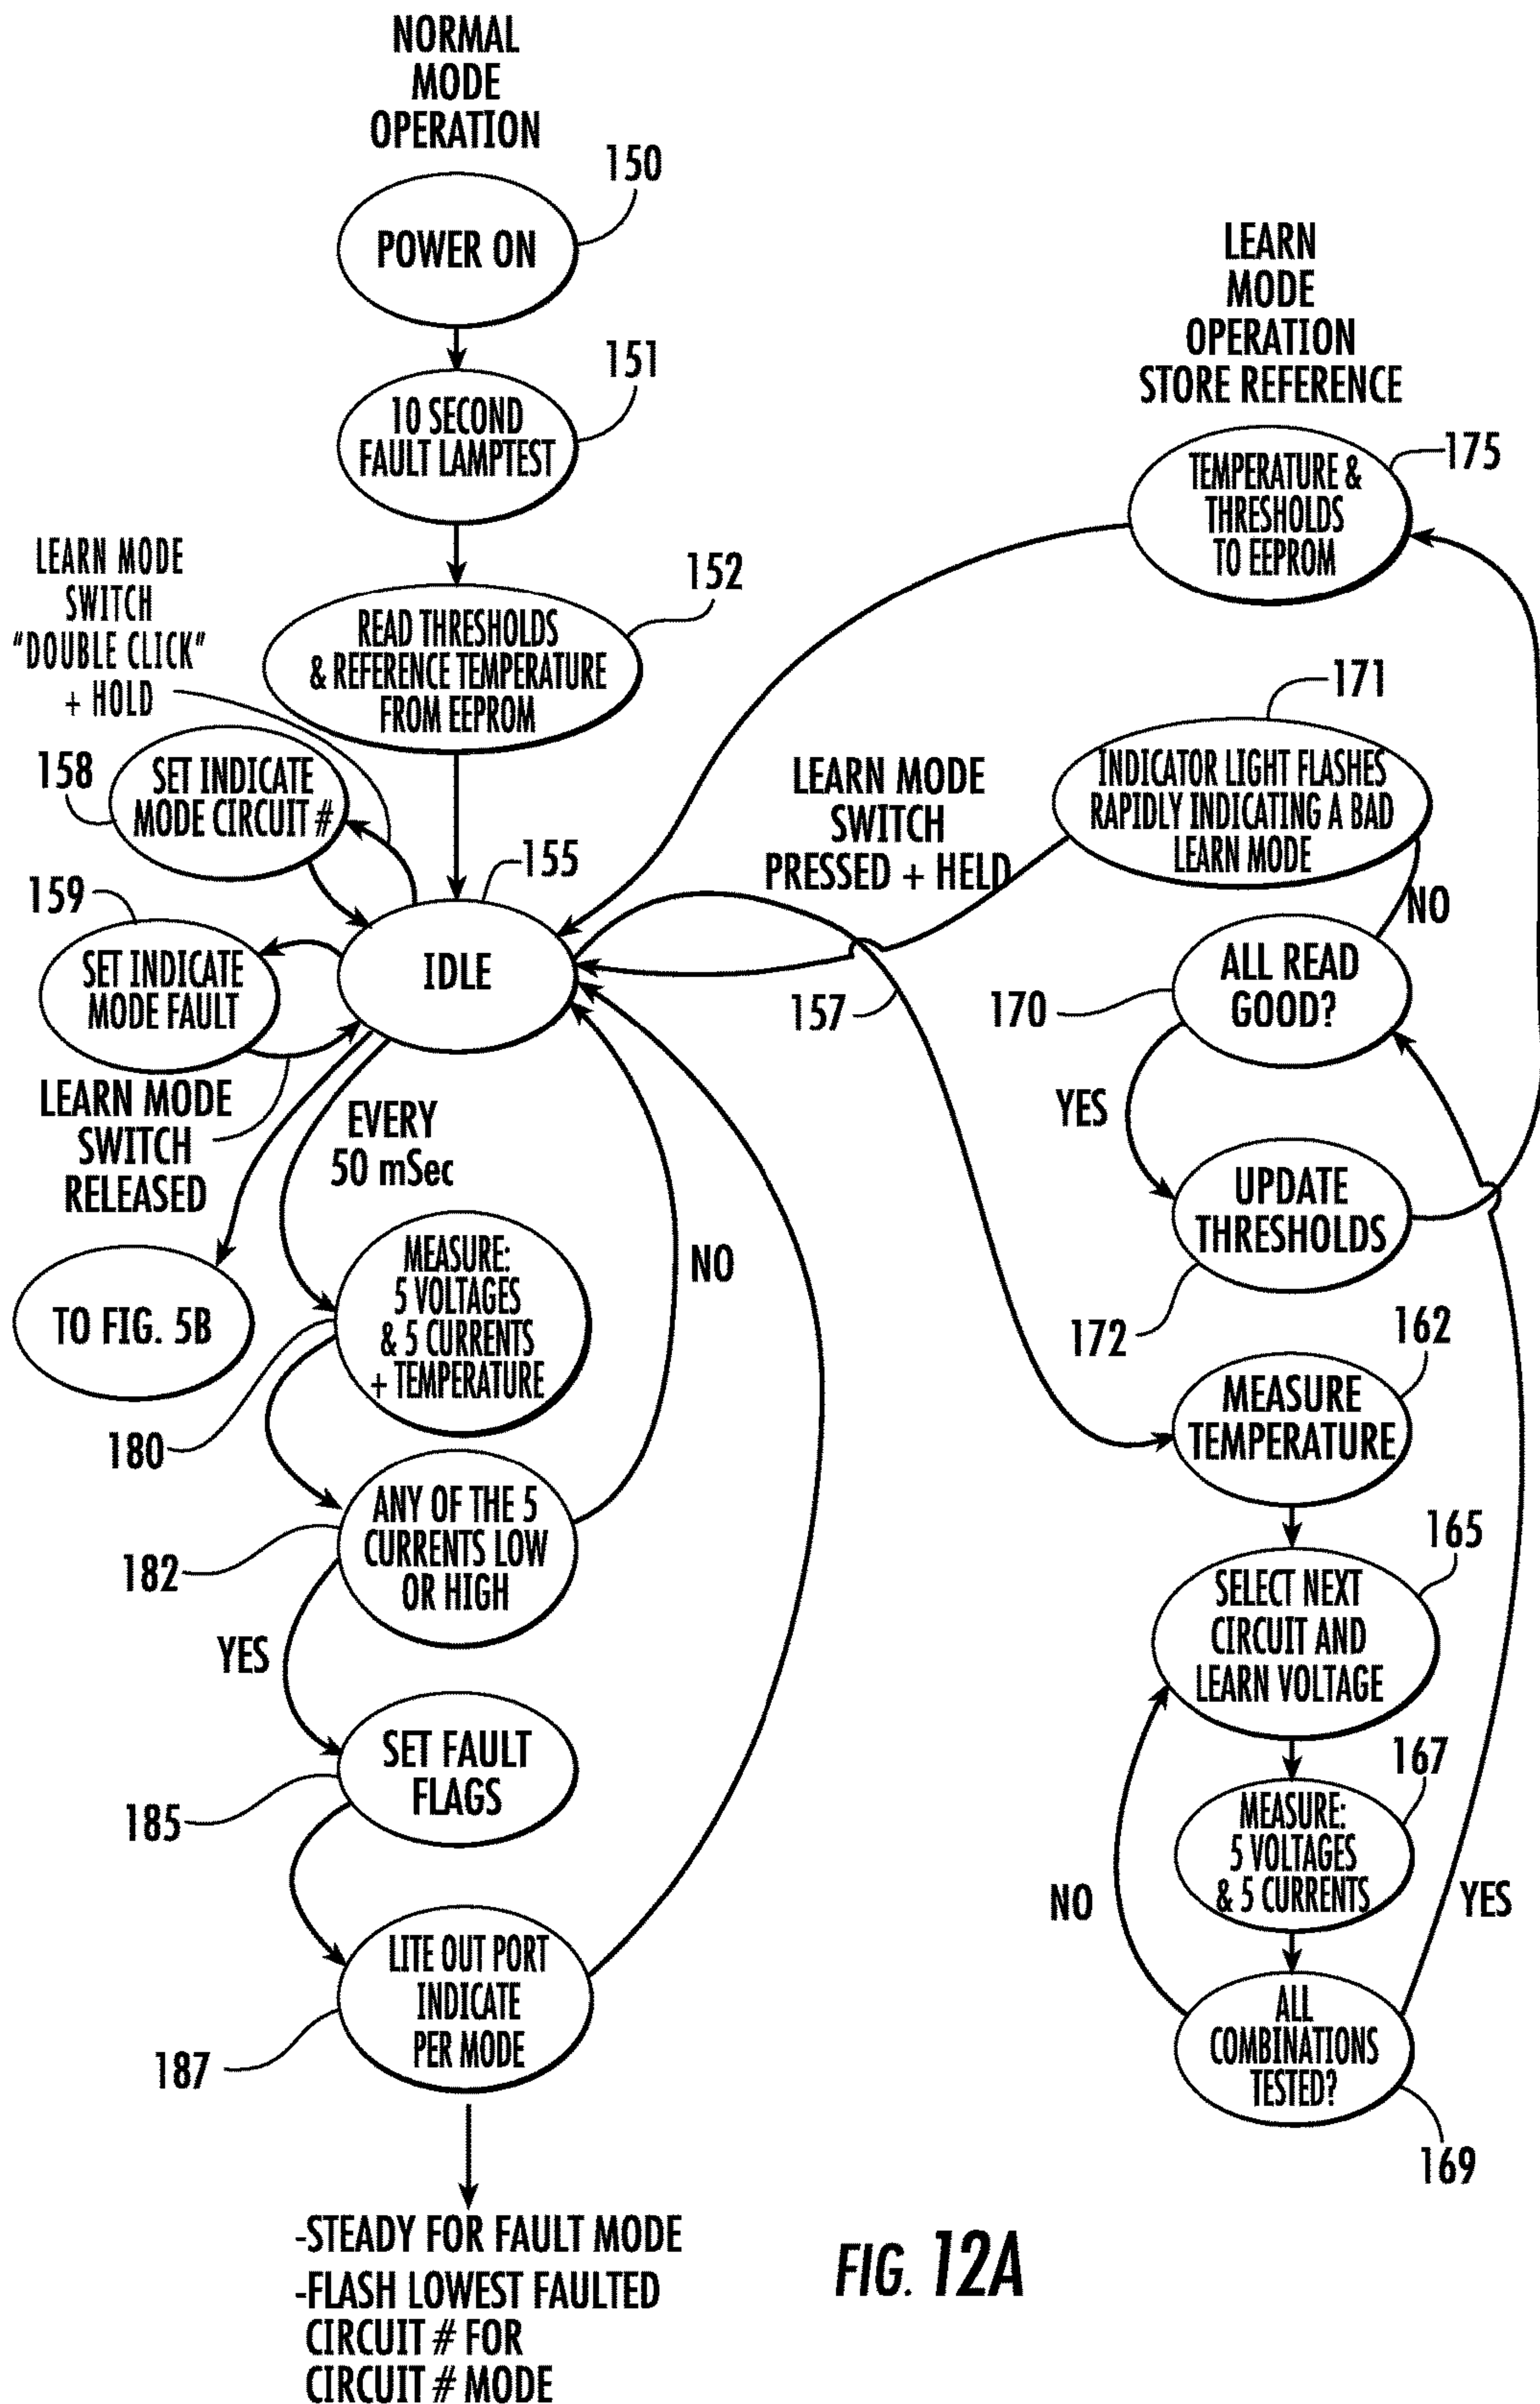 NORMAL
MODE
OPERATION
150
POWER ON
151
10 SECOND
FAULT LAMPTEST
152
READ THRESHOLDS
& REFERENCE TEMPERATURE
FROM EEPROM
LEARN MODE
SWITCH
"DOUBLE CLICK"
+ HOLD
158
SET INDICATE
MODE CIRCUIT #
155
IDLE
159
SET INDICATE
MODE FAULT
LEARN MODE
SWITCH
RELEASED
EVERY
50 mSec
TO FIG. 5B
MEASURE:
5 VOLTAGES
& 5 CURRENTS
+ TEMPERATURE
180
NO
ANY OF THE 5
CURRENTS LOW
OR HIGH
182
YES
SET FAULT
FLAGS
185
LITE OUT PORT
INDICATE
PER MODE
187
-STEADY FOR FAULT MODE
-FLASH LOWEST FAULTED
CIRCUIT # FOR
CIRCUIT # MODE
LEARN
MODE
OPERATION
STORE REFERENCE
175
TEMPERATURE &
THRESHOLDS
TO EEPROM
171
INDICATOR LIGHT FLASHES
RAPIDLY INDICATING A BAD
LEARN MODE
LEARN MODE
SWITCH
PRESSED + HELD
157
NO
ALL READ
GOOD?
170
YES
UPDATE
THRESHOLDS
172
162
MEASURE
TEMPERATURE
165
SELECT NEXT
CIRCUIT AND
LEARN VOLTAGE
167
MEASURE:
5 VOLTAGES
& 5 CURRENTS
NO
YES
ALL
COMBINATIONS
TESTED?
169
FIG. 12A